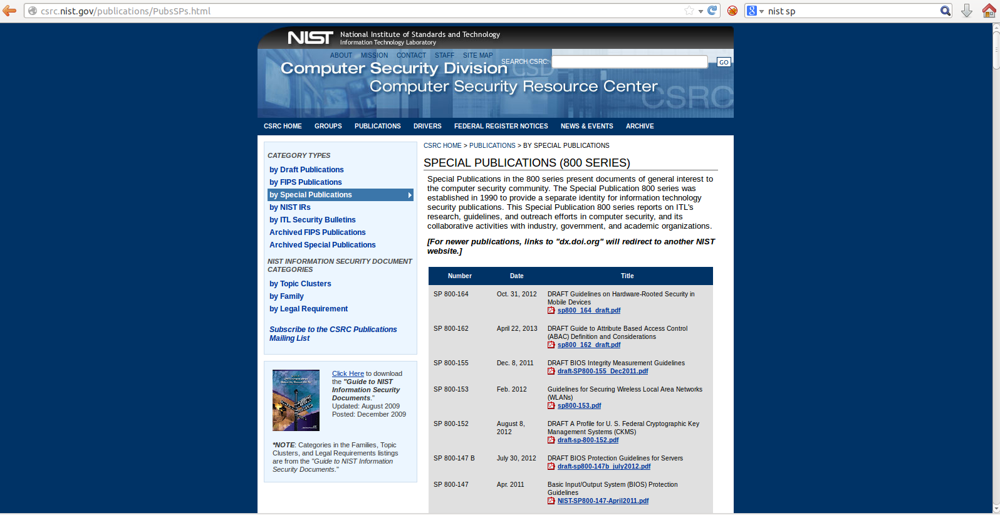 csrc.nist.gov/publications/PubsSPs.html
nist sp
NIST National Institute of Standards and Technology
Information Technology Laboratory
ABOUT MISSION CONTACT STAFF SITE MAP
SEARCH CSRC:
GO
Computer Security Division
CSD
Computer Security Resource Center
CSRC
CSRC HOME GROUPS PUBLICATIONS DRIVERS FEDERAL REGISTER NOTICES NEWS & EVENTS ARCHIVE
CATEGORY TYPES
by Draft Publications
by FIPS Publications
by Special Publications
by NIST IRs
by ITL Security Bulletins
Archived FIPS Publications
Archived Special Publications
NIST INFORMATION SECURITY DOCUMENT
CATEGORIES
by Topic Clusters
by Family
by Legal Requirement
Subscribe to the CSRC Publications
Mailing List
Click Here to download
the "Guide to NIST
Information Security
Documents."
Updated: August 2009
Posted: December 2009
*NOTE: Categories in the Families, Topic
Clusters, and Legal Requirements listings
are from the "Guide to NIST Information
Security Documents."
CSRC HOME > PUBLICATIONS > BY SPECIAL PUBLICATIONS
SPECIAL PUBLICATIONS (800 SERIES)
Special Publications in the 800 series present documents of general interest to
the computer security community. The Special Publication 800 series was
established in 1990 to provide a separate identity for information technology
security publications. This Special Publication 800 series reports on ITL's
research, guidelines, and outreach efforts in computer security, and its
collaborative activities with industry, government, and academic organizations.
[For newer publications, links to "dx.doi.org" will redirect to another NIST
website.]
Number Date Title
SP 800-164 Oct. 31, 2012 DRAFT Guidelines on Hardware-Rooted Security in
Mobile Devices
sp800_164_draft.pdf
SP 800-162 April 22, 2013 DRAFT Guide to Attribute Based Access Control
(ABAC) Definition and Considerations
sp800_162_draft.pdf
SP 800-155 Dec. 8, 2011 DRAFT BIOS Integrity Measurement Guidelines
draft-SP800-155_Dec2011.pdf
SP 800-153 Feb. 2012 Guidelines for Securing Wireless Local Area Networks
(WLANs)
sp800-153.pdf
SP 800-152 August 8, DRAFT A Profile for U. S. Federal Cryptographic Key
2012 Management Systems (CKMS)
draft-sp-800-152.pdf
SP 800-147 B July 30, 2012 DRAFT BIOS Protection Guidelines for Servers
draft-sp800-147b_july2012.pdf
SP 800-147 Apr. 2011 Basic Input/Output System (BIOS) Protection
Guidelines
NIST-SP800-147-April2011.pdf